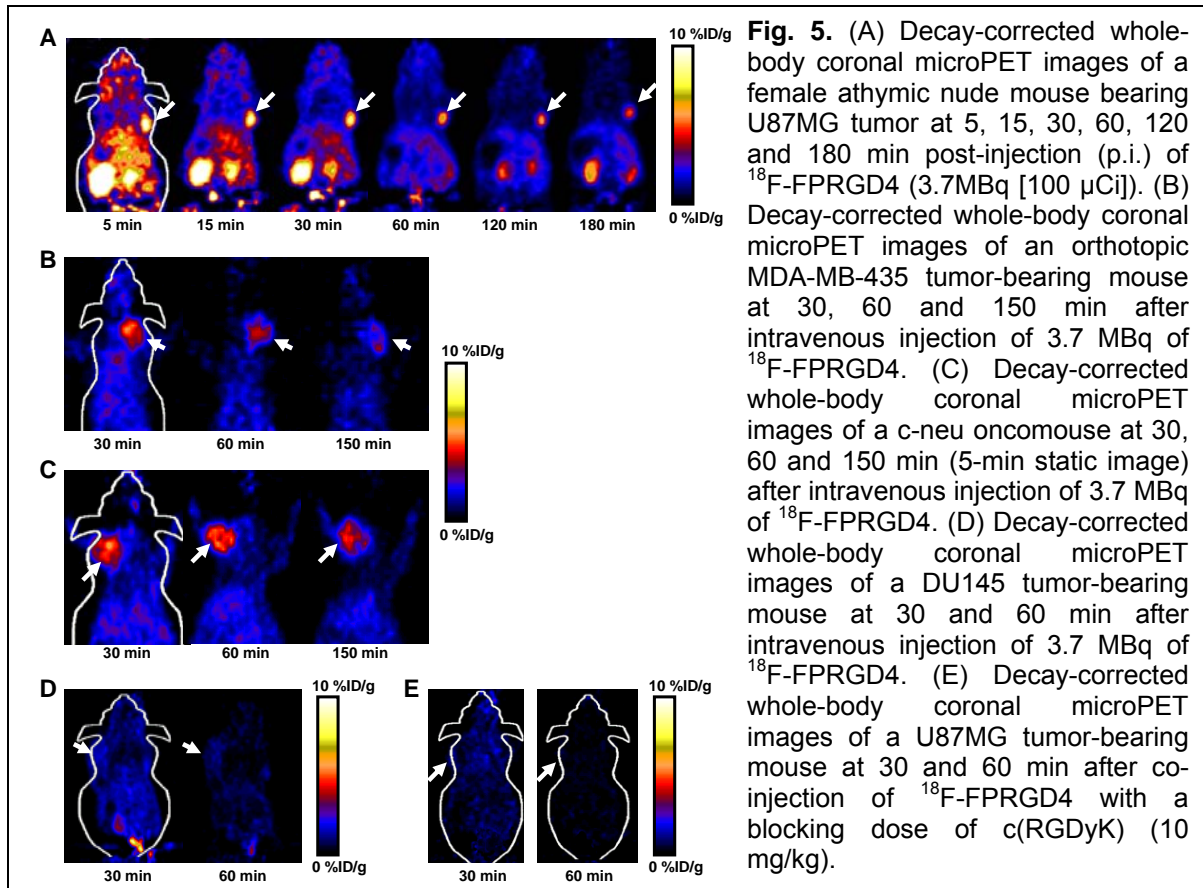 A
10 %ID/g
0 %ID/g
5 min 15 min 30 min 60 min 120 min 180 min
B
30 min 60 min 150 min
10 %ID/g
0 %ID/g
C
30 min 60 min 150 min
D
10 %ID/g
0 %ID/g
30 min 60 min
E
10 %ID/g
0 %ID/g
30 min 60 min
Fig. 5. (A) Decay-corrected whole-
body coronal microPET images of a
female athymic nude mouse bearing
U87MG tumor at 5, 15, 30, 60, 120
and 180 min post-injection (p.i.) of
¹⁸F-FPRGD4 (3.7MBq [100 µCi]). (B)
Decay-corrected whole-body coronal
microPET images of an orthotopic
MDA-MB-435 tumor-bearing mouse
at 30, 60 and 150 min after
intravenous injection of 3.7 MBq of
¹⁸F-FPRGD4. (C) Decay-corrected
whole-body coronal microPET
images of a c-neu oncomouse at 30,
60 and 150 min (5-min static image)
after intravenous injection of 3.7 MBq
of ¹⁸F-FPRGD4. (D) Decay-corrected
whole-body coronal microPET
images of a DU145 tumor-bearing
mouse at 30 and 60 min after
intravenous injection of 3.7 MBq of
¹⁸F-FPRGD4. (E) Decay-corrected
whole-body coronal microPET
images of a U87MG tumor-bearing
mouse at 30 and 60 min after co-
injection of ¹⁸F-FPRGD4 with a
blocking dose of c(RGDyK) (10
mg/kg).